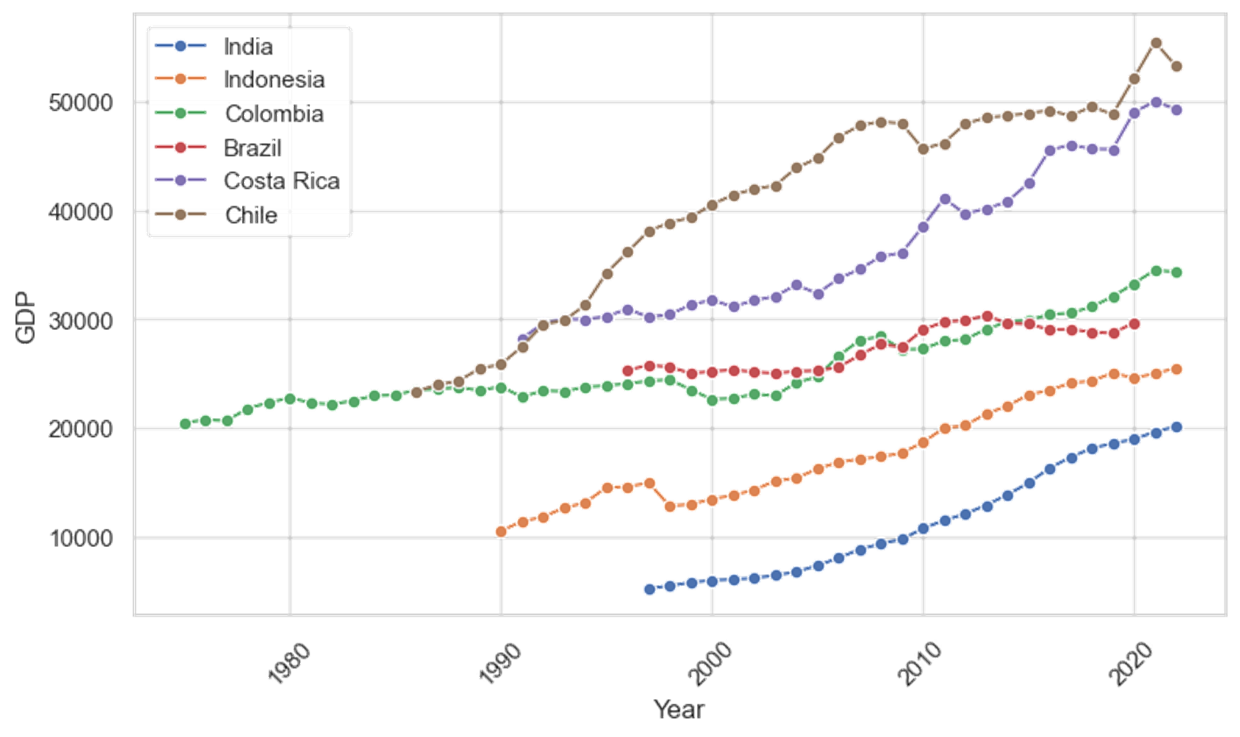 India
Indonesia
Colombia
Brazil
Costa Rica
Chile
50000
40000
30000
20000
10000
GDP
1980
1990
2000
2010
2020
Year